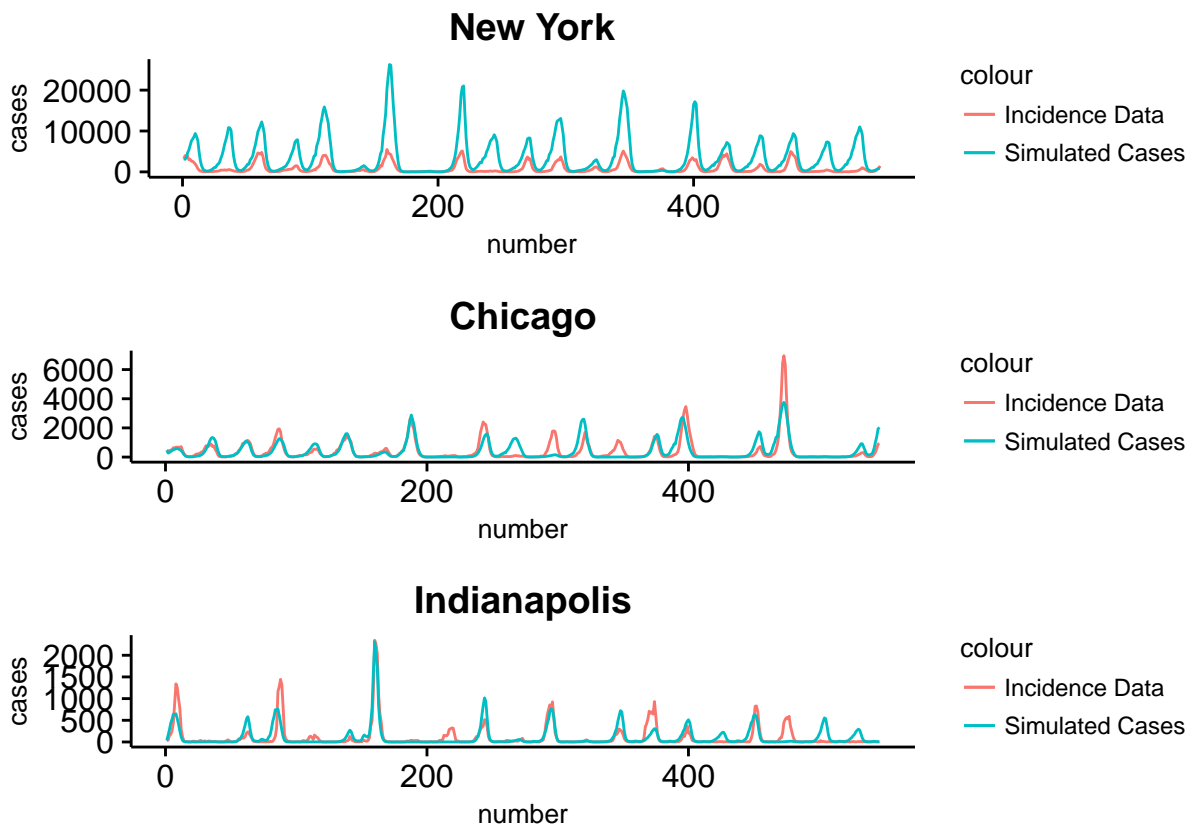 New York
cases
20000
10000
0
0 200 400
number
colour
Incidence Data
Simulated Cases
Chicago
cases
6000
4000
2000
0
0 200 400
number
colour
Incidence Data
Simulated Cases
Indianapolis
cases
2000
1500
1000
500
0
0 200 400
number
colour
Incidence Data
Simulated Cases